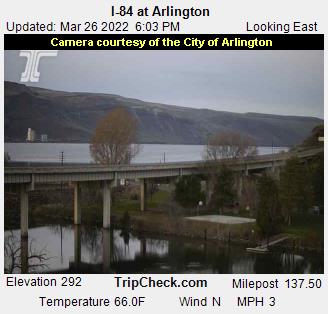 I-84 at Arlington
Updated: Mar 26 2022 6:03 PM Looking East
Camera courtesy of the City of Arlington
Elevation 292 TripCheck.com Milepost 137.50
Temperature 66.0F Wind N MPH 3